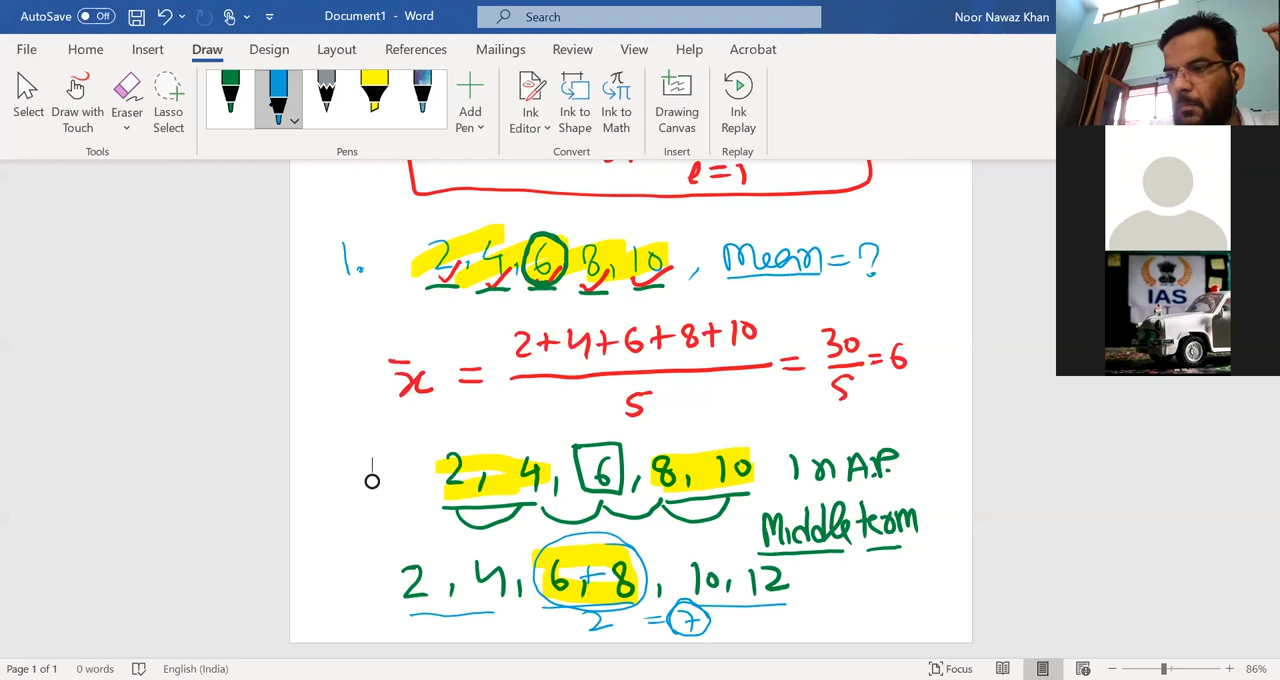 AutoSave Off Document1 - Word Search Noor Nawaz Khan
File Home Insert Draw Design Layout References Mailings Review View Help Acrobat
Select Draw with Touch Eraser Lasso Select Add Pen Ink Editor Ink to Shape Ink to Math Drawing Canvas Ink Replay
Tools Pens Convert Insert Replay
l=1
1. 2, 4, 6, 8, 10, mean = ?
x̄ = 2+4+6+8+10 / 5 = 30/5 = 6
2, 4, 6, 8, 10 In A.P.
Middle term
2, 4, 6,+8, 10, 12
2 = 7
IAS
Page 1 of 1 0 words English (India) Focus 86%